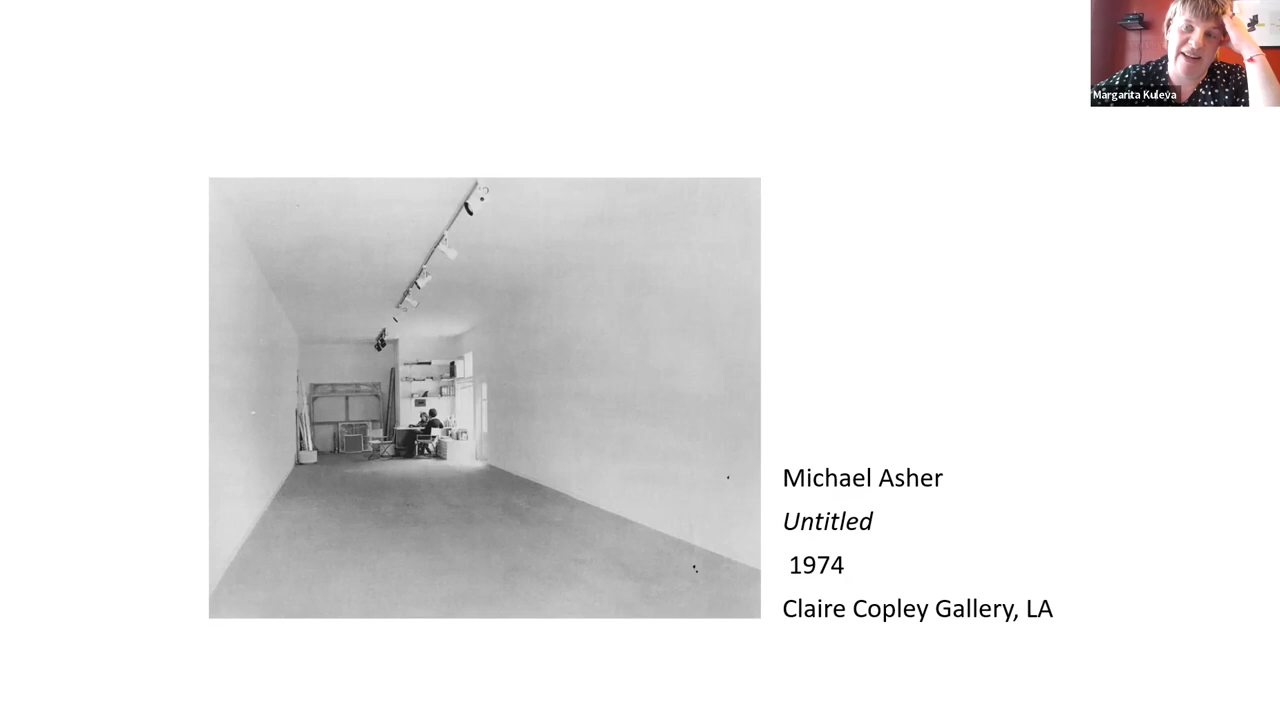 Margarita Kuleva
Michael Asher
Untitled
1974
Claire Copley Gallery, LA